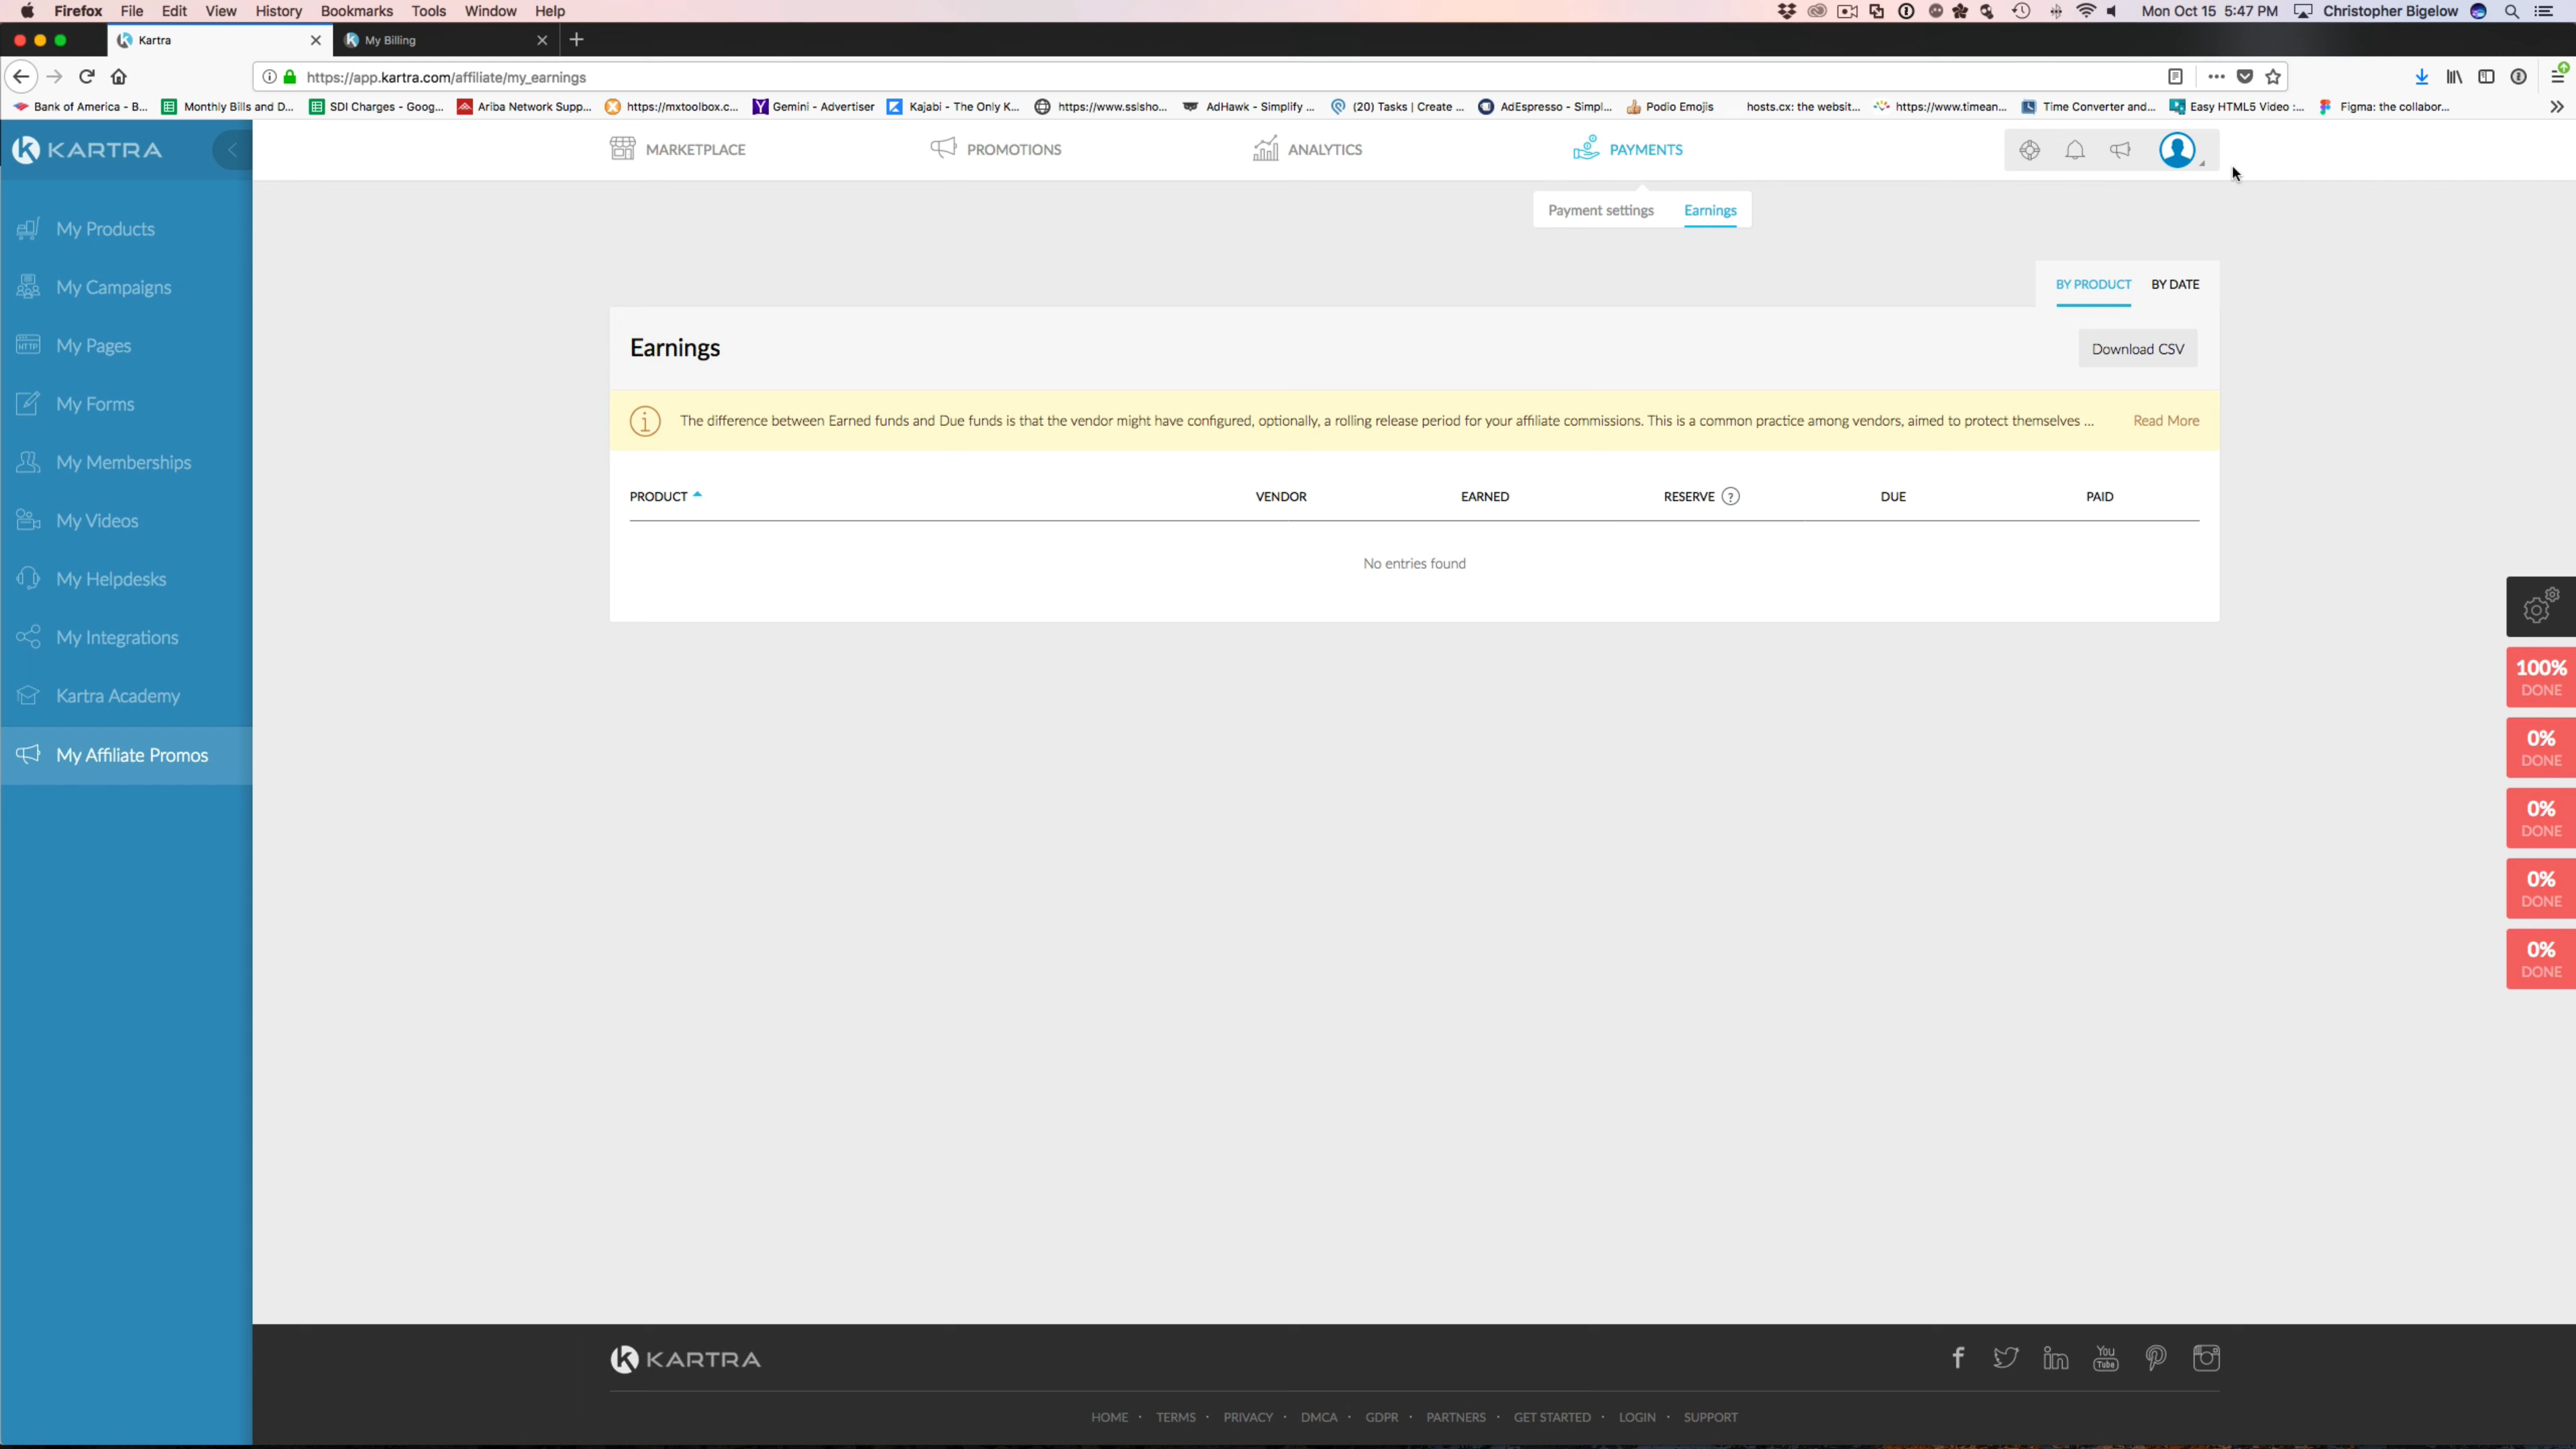 Firefox File Edit View History Bookmarks Tools Window Help Mon Oct 15 5:47 PM Christopher Bigelow
Kartra My Billing
https://app.kartra.com/affiliate/my_earnings
Bank of America - B... Monthly Bills and D... SDI Charges - Goog... Ariba Network Supp... https://mxtoolbox.c... Gemini - Advertiser Kajabi - The Only K... https://www.sslsho... AdHawk - Simplify ... (20) Tasks | Create ... AdEspresso - Simpl... Podio Emojis hosts.cx: the websit... https://www.timean... Time Converter and... Easy HTML5 Video :... Figma: the collabor...
KARTRA MARKETPLACE PROMOTIONS ANALYTICS PAYMENTS
Payment settings Earnings
My Products
My Campaigns
My Pages
My Forms
My Memberships
My Videos
My Helpdesks
My Integrations
Kartra Academy
My Affiliate Promos
HTTP
BY PRODUCT BY DATE
Earnings Download CSV
The difference between Earned funds and Due funds is that the vendor might have configured, optionally, a rolling release period for your affiliate commissions. This is a common practice among vendors, aimed to protect themselves ... Read More
PRODUCT VENDOR EARNED RESERVE ? DUE PAID
No entries found
100%
DONE
0%
DONE
0%
DONE
0%
DONE
0%
DONE
KARTRA
You
Tube
HOME · TERMS · PRIVACY · DMCA · GDPR · PARTNERS · GET STARTED · LOGIN · SUPPORT